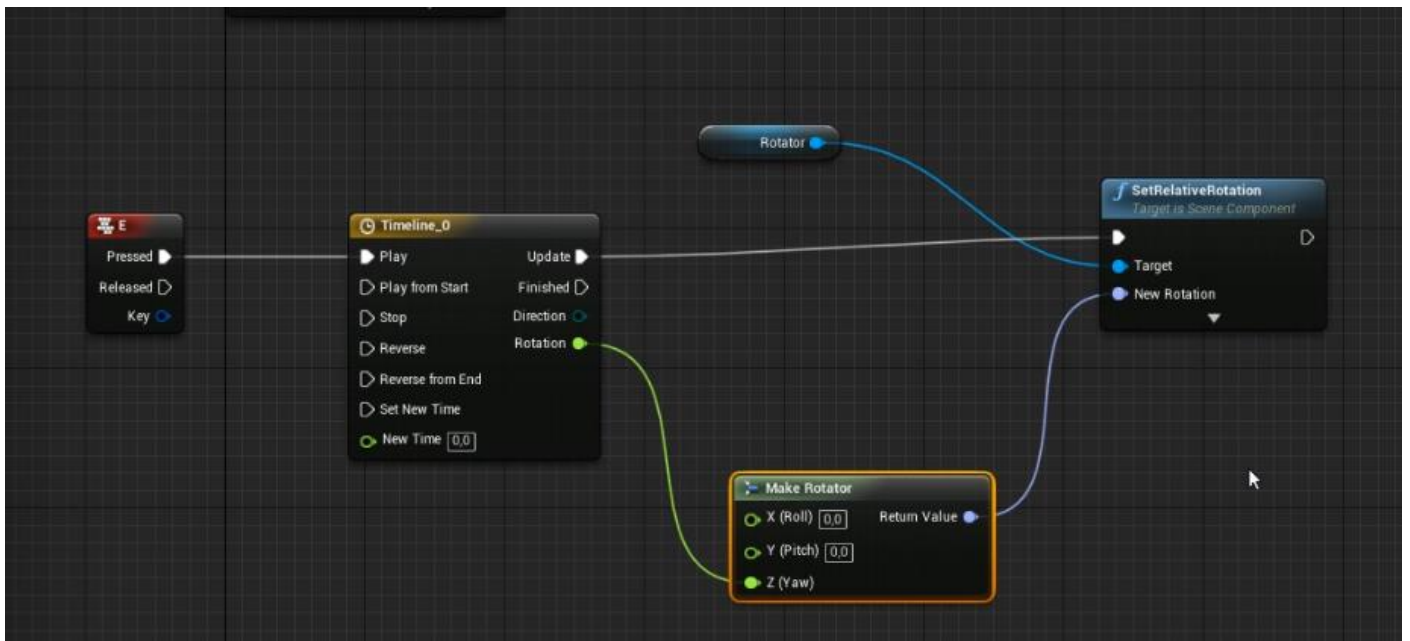 Rotator
SetRelativeRotation
Target is Scene Component
Target
New Rotation
E
Pressed
Released
Key
Timeline_0
Play
Update
Play from Start
Finished
Stop
Direction
Reverse
Rotation
Reverse from End
Set New Time
New Time 0,0
Make Rotator
X (Roll) 0,0
Return Value
Y (Pitch) 0,0
Z (Yaw)